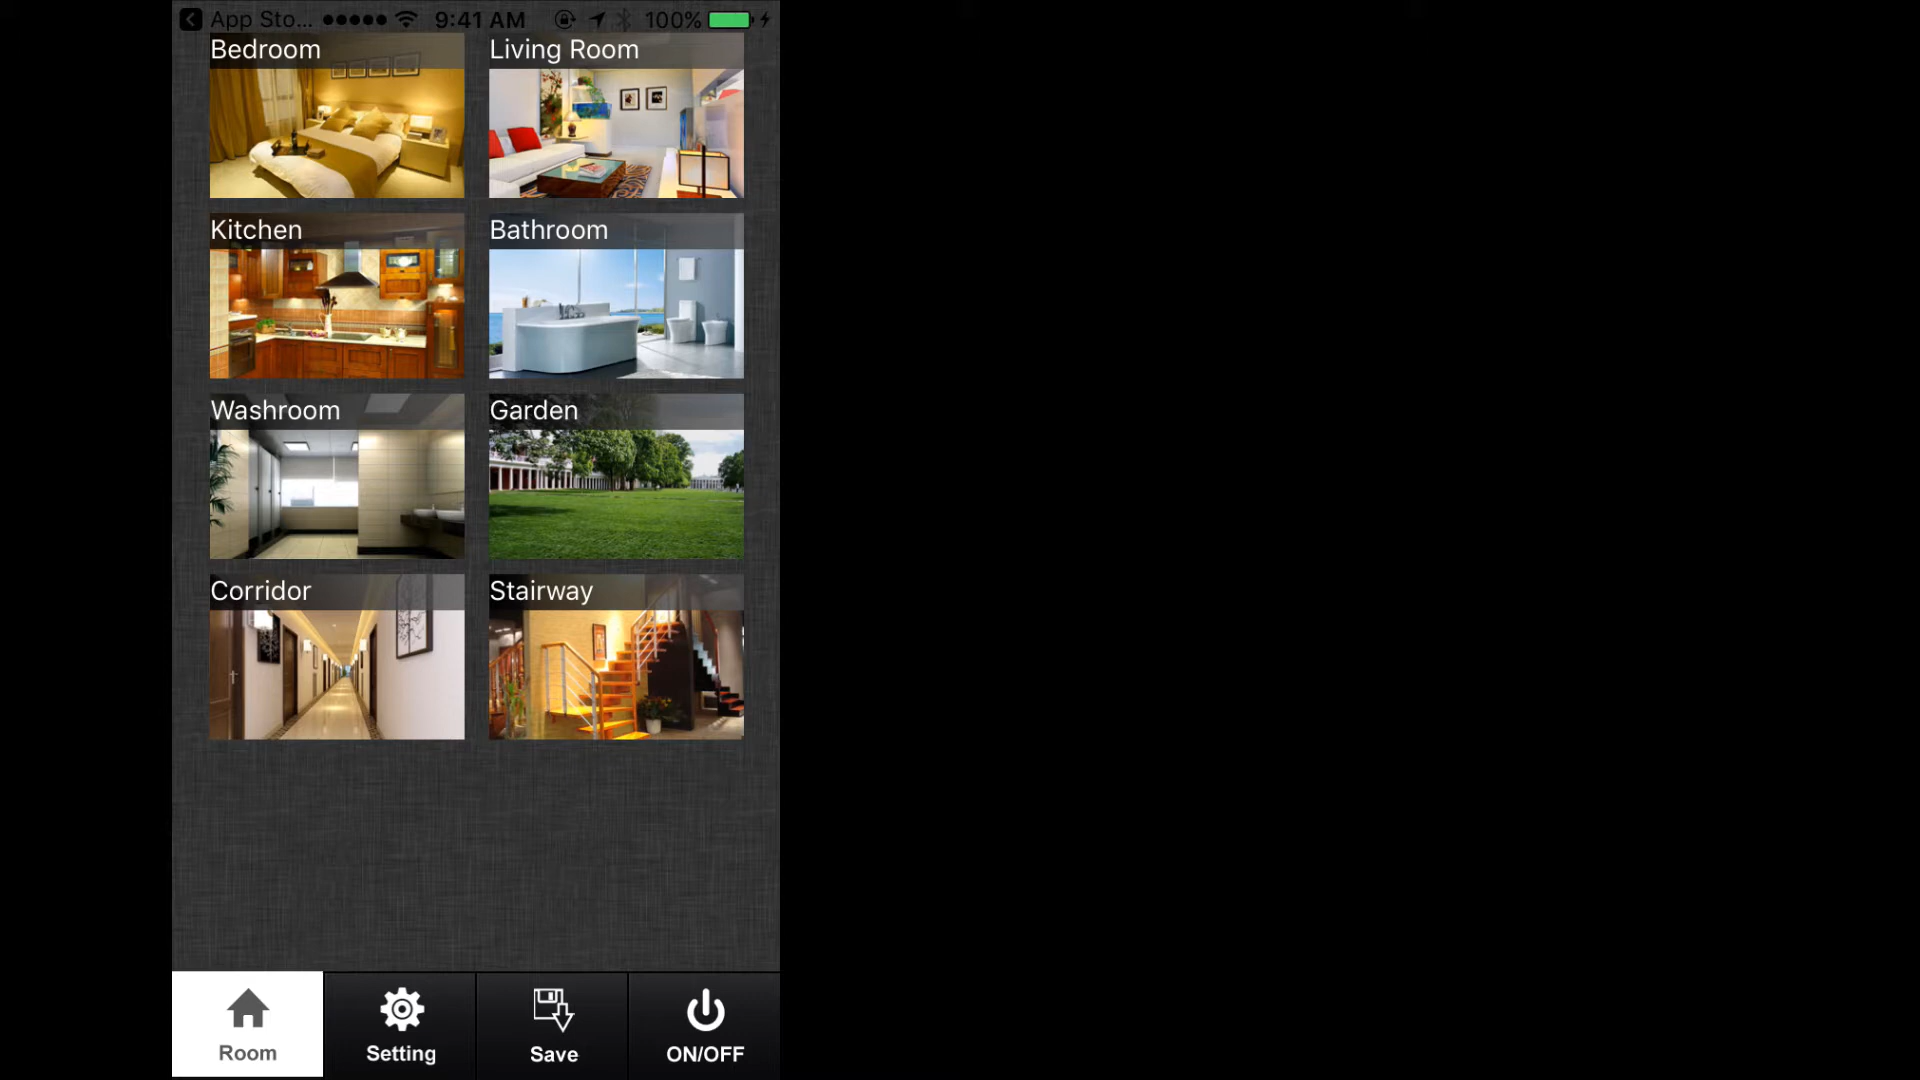 App Sto... 9:41 AM 100%
Bedroom
Living Room
Kitchen
Bathroom
Washroom
Garden
Corridor
Stairway
Room
Setting
Save
ON/OFF